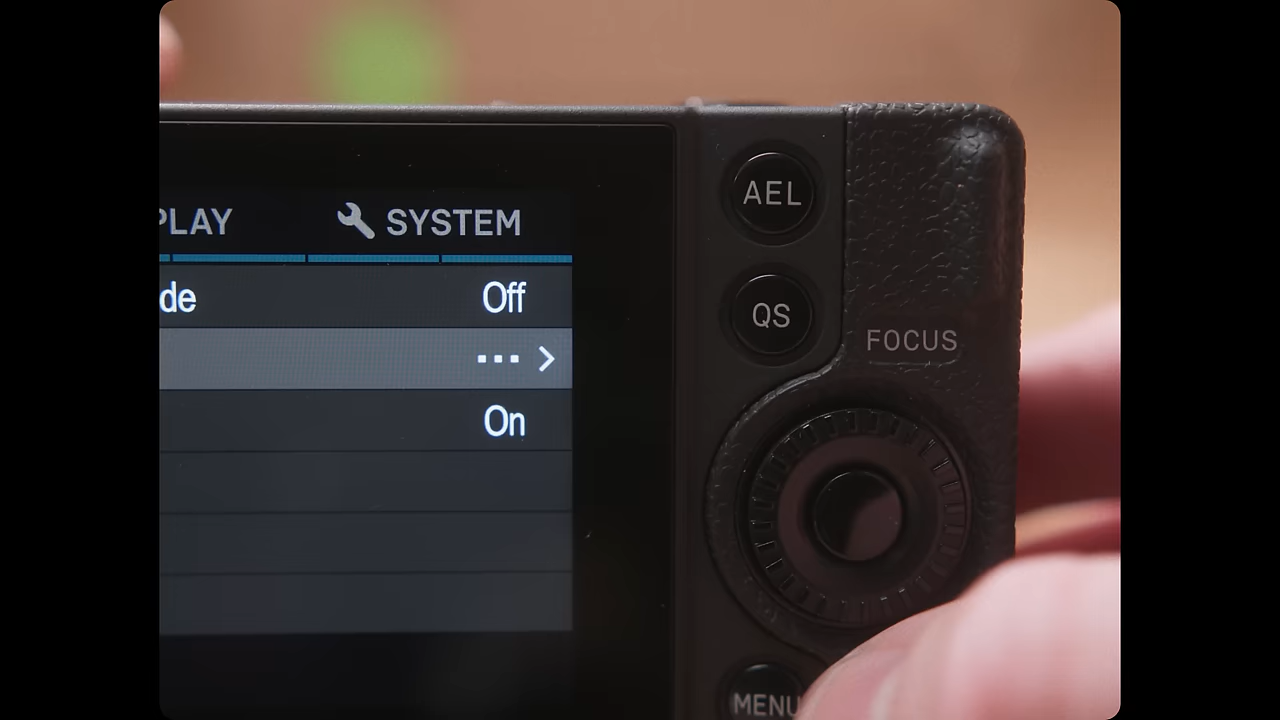 PLAY SYSTEM
de Off
... >
On
AEL
QS
FOCUS
MENU